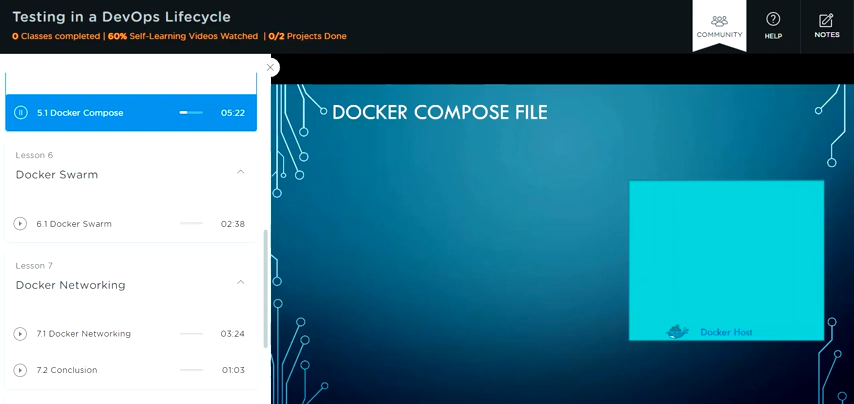 Testing in a DevOps Lifecycle
0 Classes completed | 60% Self-Learning Videos Watched | 0/2 Projects Done
COMMUNITY
HELP
NOTES
5.1 Docker Compose 05:22
Lesson 6
Docker Swarm
6.1 Docker Swarm 02:38
Lesson 7
Docker Networking
7.1 Docker Networking 03:24
7.2 Conclusion 01:03
DOCKER COMPOSE FILE
Docker Host